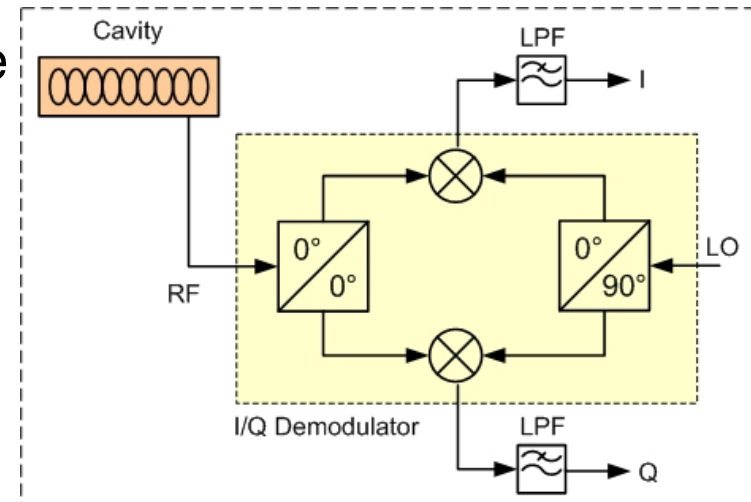 e
Cavity
LPF
I
0°
0°
0°
90°
LO
RF
I/Q Demodulator
LPF
Q